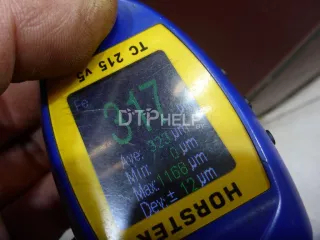 TC 215 v5
Fe
317 µm
DTPHELP
Ave: 323 µm
Min: 0 µm
Max: 1166 µm
Dev: ± 12 µm
HORSTEK